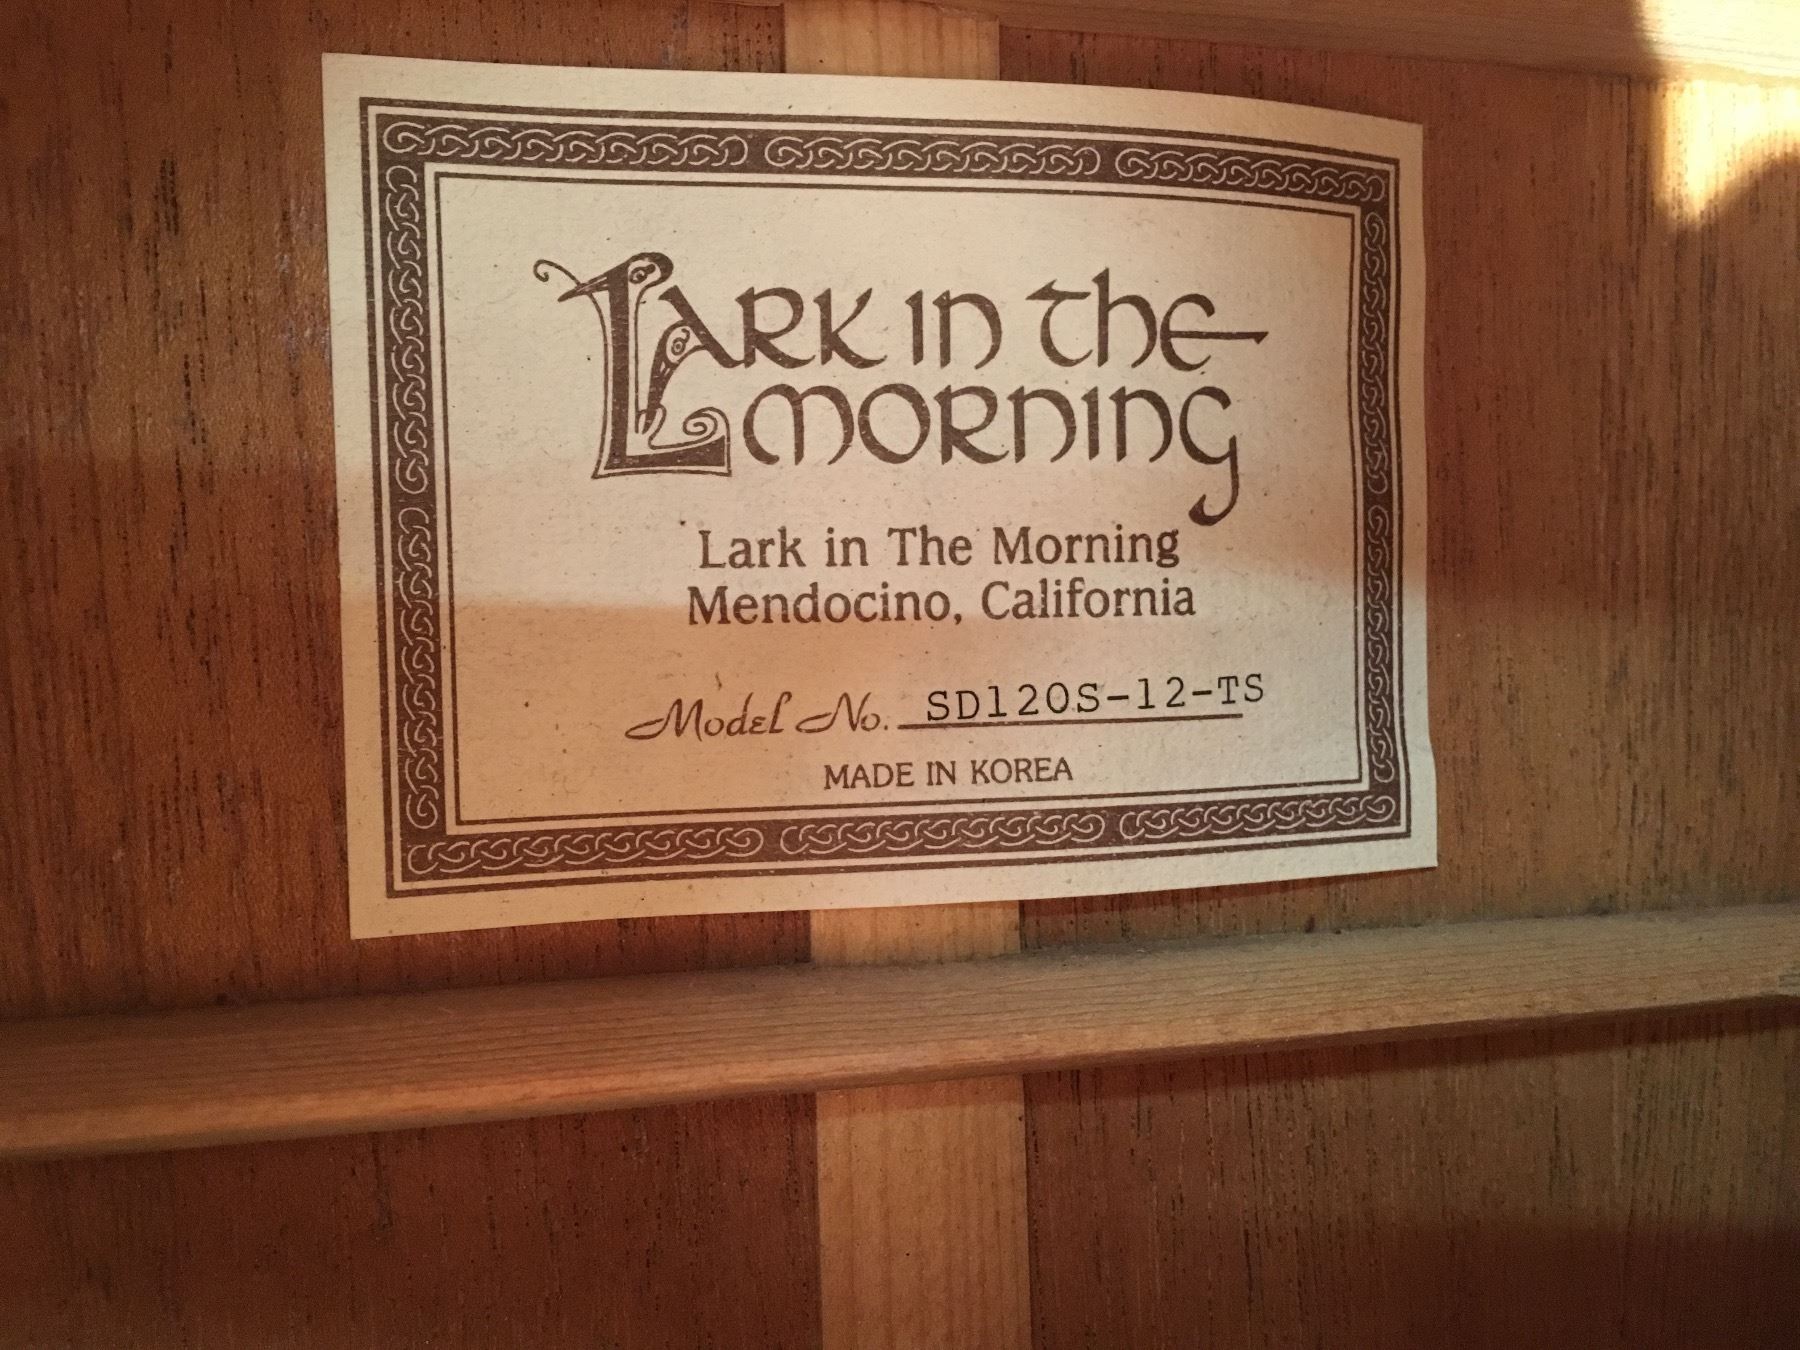 Lark in the
morning
Lark in The Morning
Mendocino, California
Model No. SD120S-12-TS
MADE IN KOREA